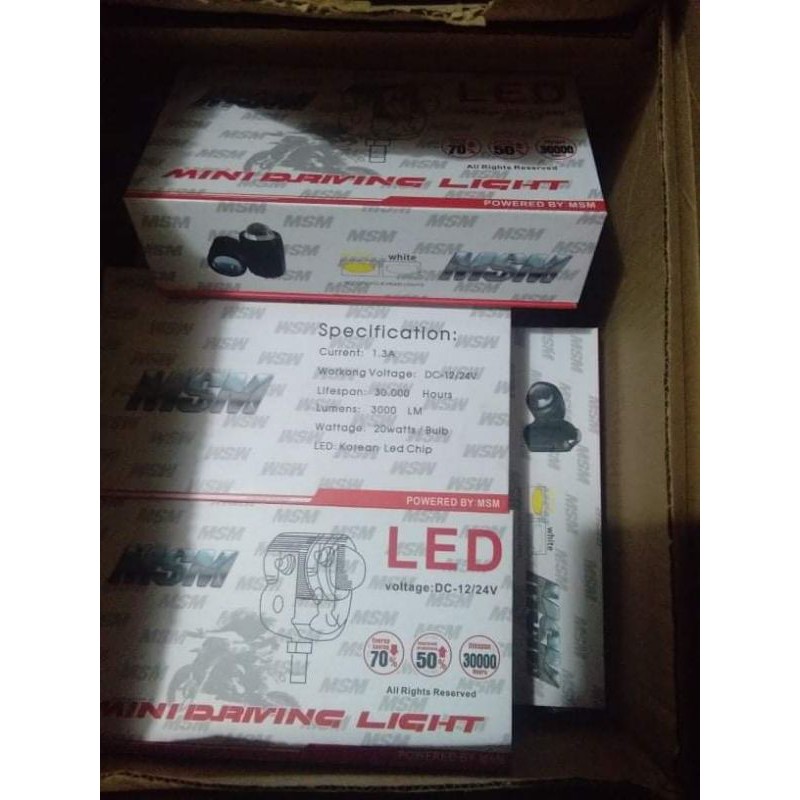 MSM
LED
70%
50%
30000
All Rights Reserved
MINI DRIVING LIGHT
POWERED BY MSM
white
MSM
Specification:
Current: 1.3A
Workong Voltage: DC-12/24V
Lifespan: 30.000 Hours
Lumens: 3000 LM
Wattage: 20watts/Bulb
LED: Korean Led Chip
MSM
POWERED BY MSM
MSM
LED
voltage:DC-12/24V
70%
50%
30000
Hours
All Rights Reserved
MINI DRIVING LIGHT
POWERED BY MSM
white
MSM